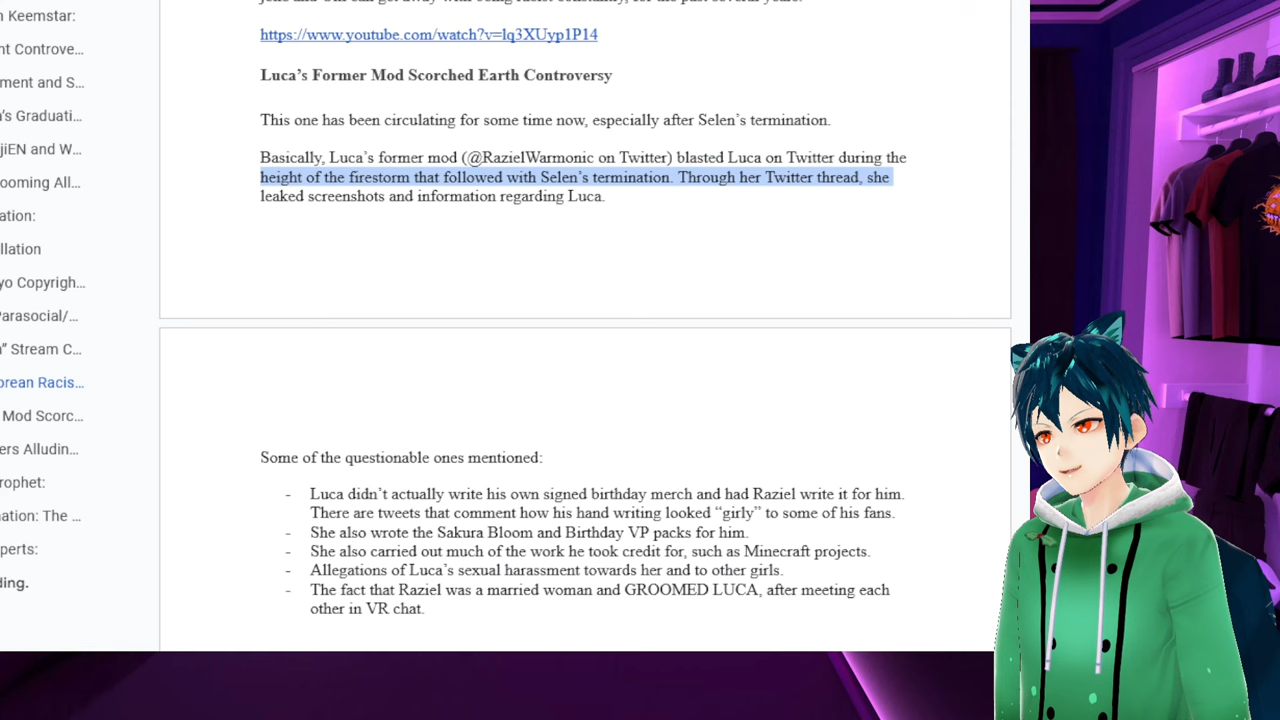 n Keemstar:
nt Controve...
ment and S...
a's Graduati...
jiEN and W...
ooming All...
ation:
llation
yo Copyrigh...
Parasocial/...
n" Stream C...
orean Racis...
Mod Scorc...
ers Alludin...
rophet:
nation: The ...
perts:
ding.
https://www.youtube.com/watch?v=lq3XUyp1P14
Luca's Former Mod Scorched Earth Controversy
This one has been circulating for some time now, especially after Selen's termination.
Basically, Luca's former mod (@RazielWarmonic on Twitter) blasted Luca on Twitter during the
height of the firestorm that followed with Selen's termination. Through her Twitter thread, she
leaked screenshots and information regarding Luca.
Some of the questionable ones mentioned:
- Luca didn't actually write his own signed birthday merch and had Raziel write it for him.
There are tweets that comment how his hand writing looked "girly" to some of his fans.
- She also wrote the Sakura Bloom and Birthday VP packs for him.
- She also carried out much of the work he took credit for, such as Minecraft projects.
- Allegations of Luca's sexual harassment towards her and to other girls.
- The fact that Raziel was a married woman and GROOMED LUCA, after meeting each
other in VR chat.